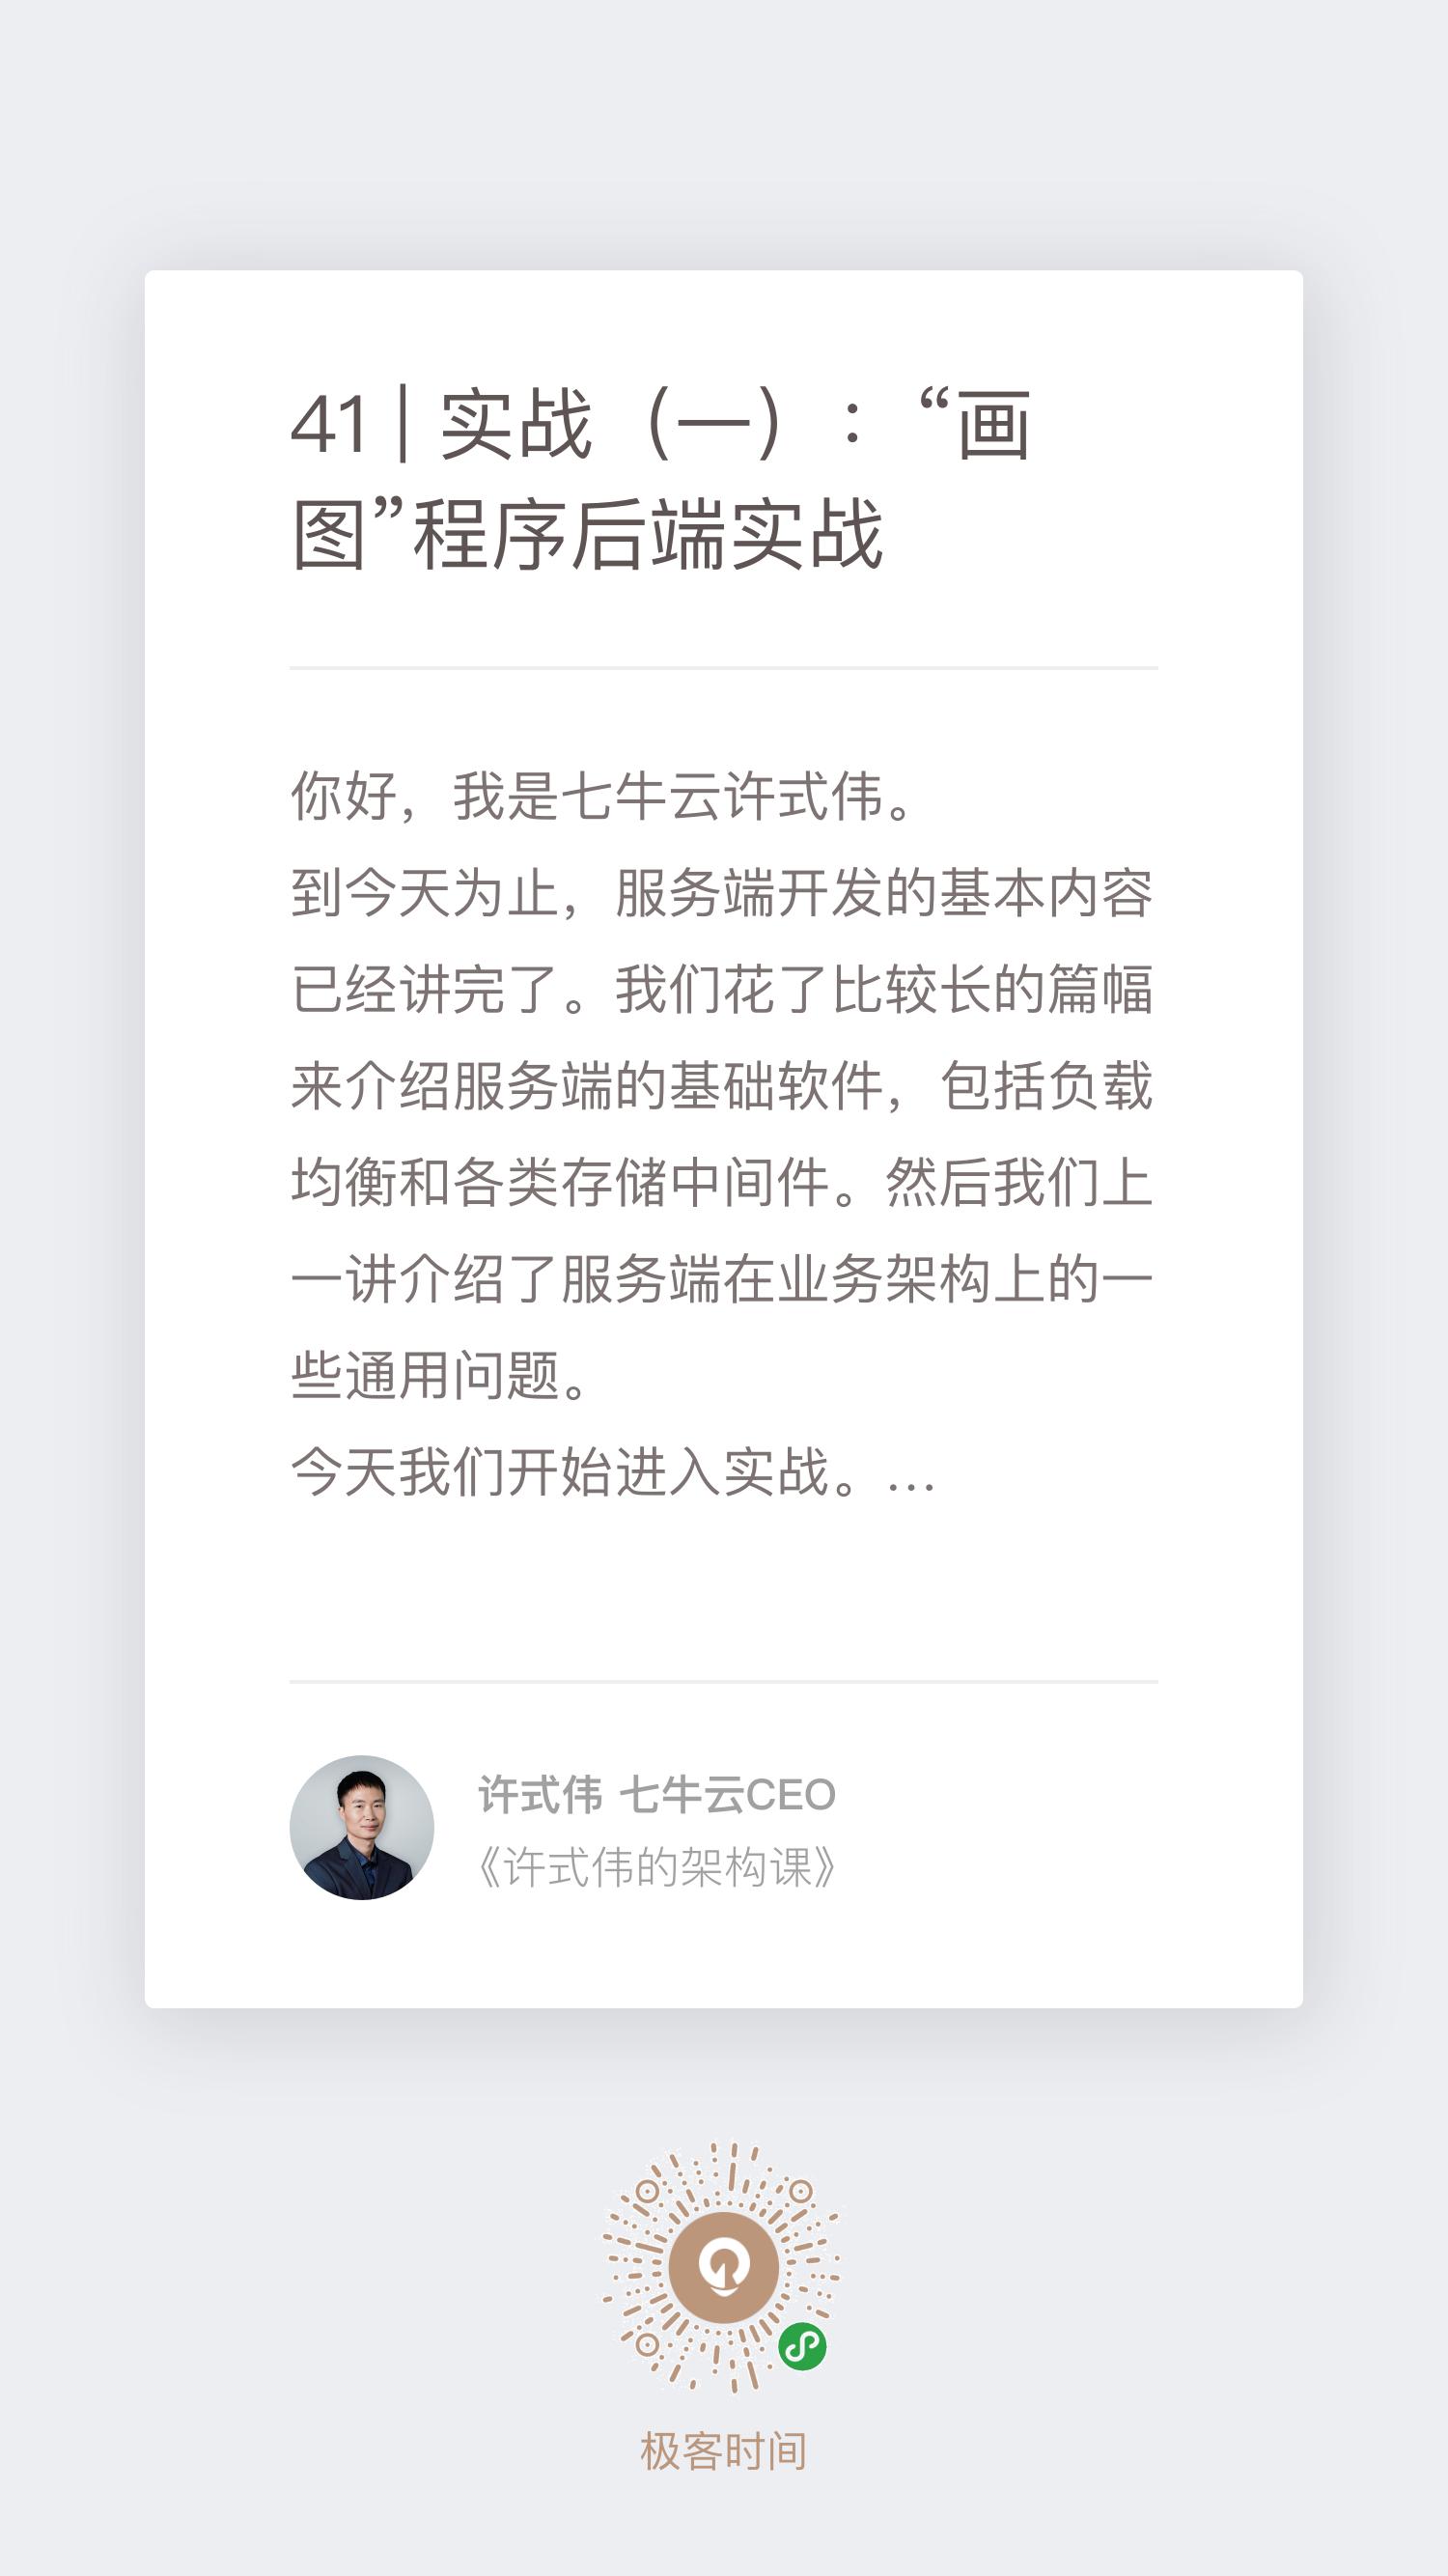 41 | 实战（一）：“画
图”程序后端实战
你好，我是七牛云许式伟。
到今天为止，服务端开发的基本内容
已经讲完了。我们花了比较长的篇幅
来介绍服务端的基础软件，包括负载
均衡和各类存储中间件。然后我们上
一讲介绍了服务端在业务架构上的一
些通用问题。
今天我们开始进入实战。...
许式伟 七牛云CEO
《许式伟的架构课》
极客时间